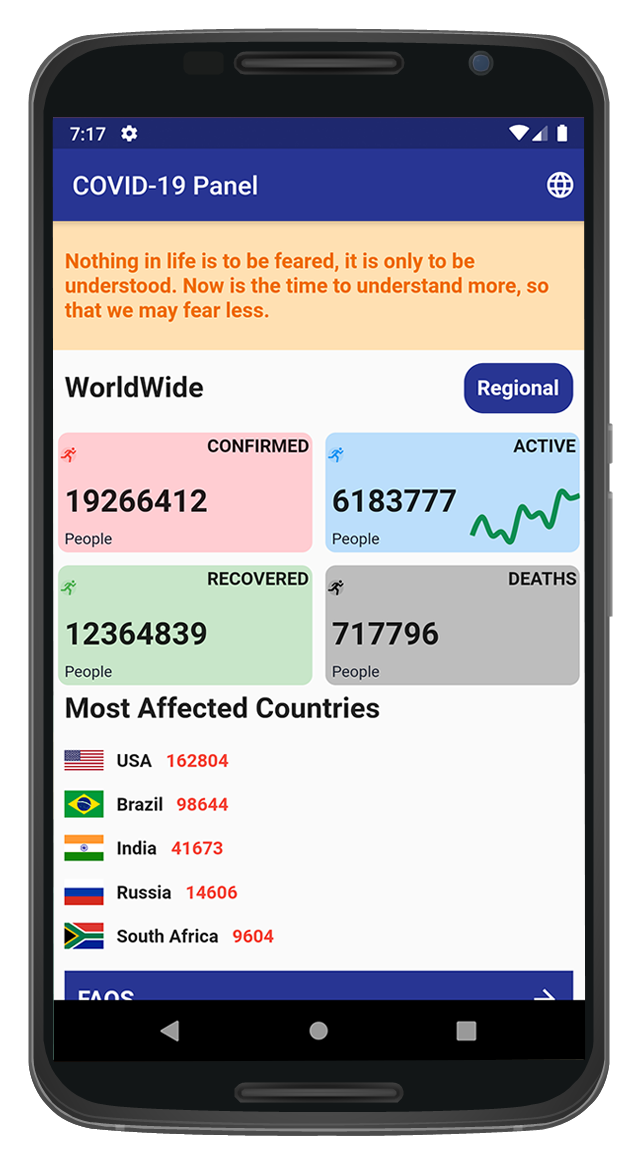 7:17
COVID-19 Panel
Nothing in life is to be feared, it is only to be
understood. Now is the time to understand more, so
that we may fear less.
WorldWide
Regional
CONFIRMED
19266412
People
ACTIVE
6183777
People
RECOVERED
12364839
People
DEATHS
717796
People
Most Affected Countries
USA 162804
Brazil 98644
India 41673
Russia 14606
South Africa 9604
FAQS